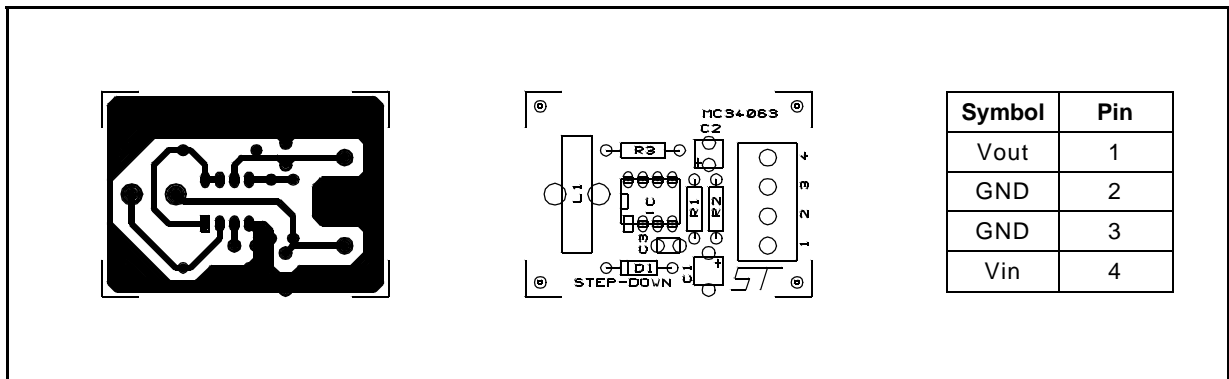 MC34063
C2
R3
+
4
3
2
1
L1
IC
R1
R2
C3
D1
C1
+
STEP-DOWN
ST
Symbol Pin
Vout 1
GND 2
GND 3
Vin 4